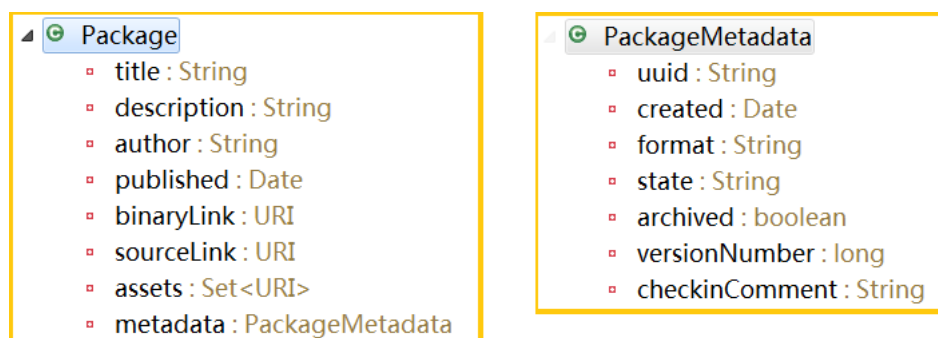 Package
title : String
description : String
author : String
published : Date
binaryLink : URI
sourceLink : URI
assets : Set<URI>
metadata : PackageMetadata
PackageMetadata
uuid : String
created : Date
format : String
state : String
archived : boolean
versionNumber : long
checkinComment : String